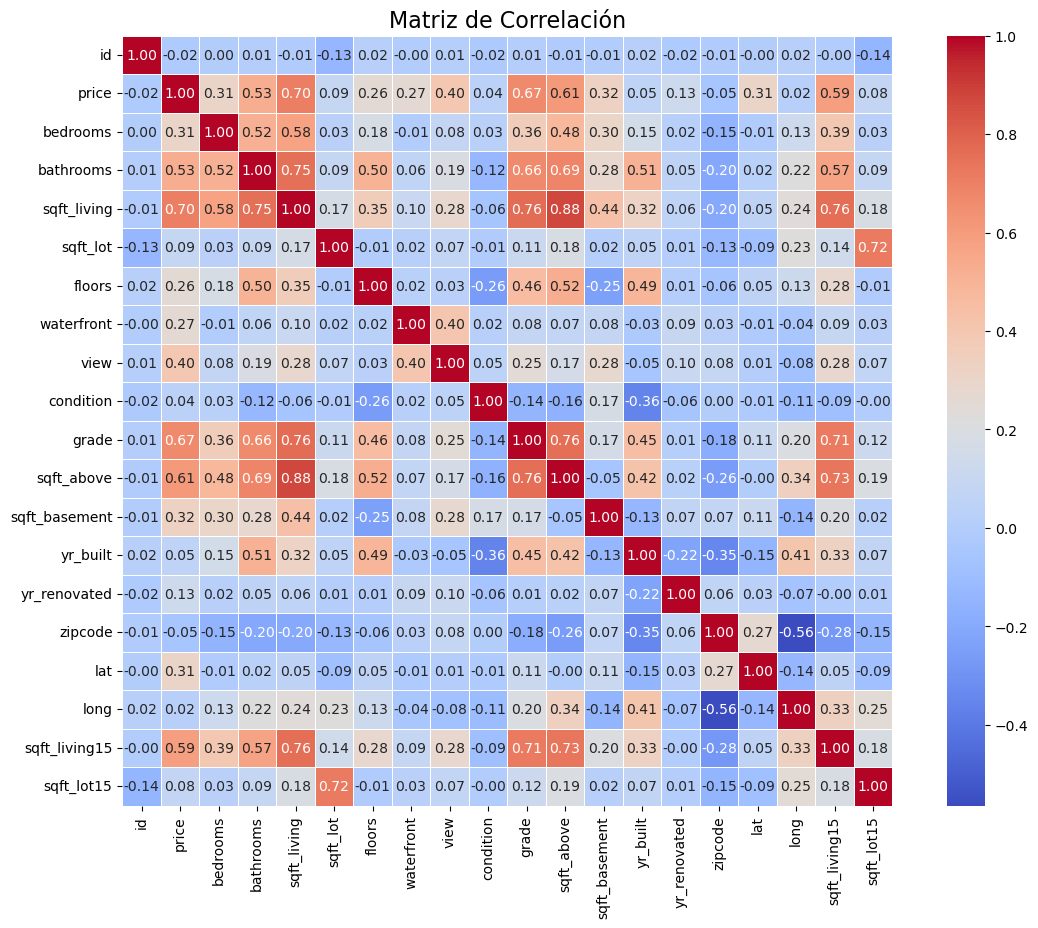 Matriz de Correlación
id 1.00 -0.02 0.00 0.01 -0.01 -0.13 0.02 -0.00 0.01 -0.02 0.01 -0.01 -0.01 0.02 -0.02 -0.01 -0.00 0.02 -0.00 -0.14
price -0.02 1.00 0.31 0.53 0.70 0.09 0.26 0.27 0.40 0.04 0.67 0.61 0.32 0.05 0.13 -0.05 0.31 0.02 0.59 0.08
bedrooms 0.00 0.31 1.00 0.52 0.58 0.03 0.18 -0.01 0.08 0.03 0.36 0.48 0.30 0.15 0.02 -0.15 -0.01 0.13 0.39 0.03
bathrooms 0.01 0.53 0.52 1.00 0.75 0.09 0.50 0.06 0.19 -0.12 0.66 0.69 0.28 0.51 0.05 -0.20 0.02 0.22 0.57 0.09
sqft_living -0.01 0.70 0.58 0.75 1.00 0.17 0.35 0.10 0.28 -0.06 0.76 0.88 0.44 0.32 0.06 -0.20 0.05 0.24 0.76 0.18
sqft_lot -0.13 0.09 0.03 0.09 0.17 1.00 -0.01 0.02 0.07 -0.01 0.11 0.18 0.02 0.05 0.01 -0.13 -0.09 0.23 0.14 0.72
floors 0.02 0.26 0.18 0.50 0.35 -0.01 1.00 0.02 0.03 -0.26 0.46 0.52 -0.25 0.49 0.01 -0.06 0.05 0.13 0.28 -0.01
waterfront -0.00 0.27 -0.01 0.06 0.10 0.02 0.02 1.00 0.40 0.02 0.08 0.07 0.08 -0.03 0.09 0.03 -0.01 -0.04 0.09 0.03
view 0.01 0.40 0.08 0.19 0.28 0.07 0.03 0.40 1.00 0.05 0.25 0.17 0.28 -0.05 0.10 0.08 0.01 -0.08 0.28 0.07
condition -0.02 0.04 0.03 -0.12 -0.06 -0.01 -0.26 0.02 0.05 1.00 -0.14 -0.16 0.17 -0.36 -0.06 0.00 -0.01 -0.11 -0.09 -0.00
grade 0.01 0.67 0.36 0.66 0.76 0.11 0.46 0.08 0.25 -0.14 1.00 0.76 0.17 0.45 0.01 -0.18 0.11 0.20 0.71 0.12
sqft_above -0.01 0.61 0.48 0.69 0.88 0.18 0.52 0.07 0.17 -0.16 0.76 1.00 -0.05 0.42 0.02 -0.26 -0.00 0.34 0.73 0.19
sqft_basement -0.01 0.32 0.30 0.28 0.44 0.02 -0.25 0.08 0.28 0.17 0.17 -0.05 1.00 -0.13 0.07 0.07 0.11 -0.14 0.20 0.02
yr_built 0.02 0.05 0.15 0.51 0.32 0.05 0.49 -0.03 -0.05 -0.36 0.45 0.42 -0.13 1.00 -0.22 -0.35 -0.15 0.41 0.33 0.07
yr_renovated -0.02 0.13 0.02 0.05 0.06 0.01 0.01 0.09 0.10 -0.06 0.01 0.02 0.07 -0.22 1.00 0.06 0.03 -0.07 -0.00 0.01
zipcode -0.01 -0.05 -0.15 -0.20 -0.20 -0.13 -0.06 0.03 0.08 0.00 -0.18 -0.26 0.07 -0.35 0.06 1.00 0.27 -0.56 -0.28 -0.15
lat -0.00 0.31 -0.01 0.02 0.05 -0.09 0.05 -0.01 0.01 -0.01 0.11 -0.00 0.11 -0.15 0.03 0.27 1.00 -0.14 0.05 -0.09
long 0.02 0.02 0.13 0.22 0.24 0.23 0.13 -0.04 -0.08 -0.11 0.20 0.34 -0.14 0.41 -0.07 -0.56 -0.14 1.00 0.33 0.25
sqft_living15 -0.00 0.59 0.39 0.57 0.76 0.14 0.28 0.09 0.28 -0.09 0.71 0.73 0.20 0.33 -0.00 -0.28 0.05 0.33 1.00 0.18
sqft_lot15 -0.14 0.08 0.03 0.09 0.18 0.72 -0.01 0.03 0.07 -0.00 0.12 0.19 0.02 0.07 0.01 -0.15 -0.09 0.25 0.18 1.00
id
price
bedrooms
bathrooms
sqft_living
sqft_lot
floors
waterfront
view
condition
grade
sqft_above
sqft_basement
yr_built
yr_renovated
zipcode
lat
long
sqft_living15
sqft_lot15
1.0
0.8
0.6
0.4
0.2
0.0
−0.2
−0.4